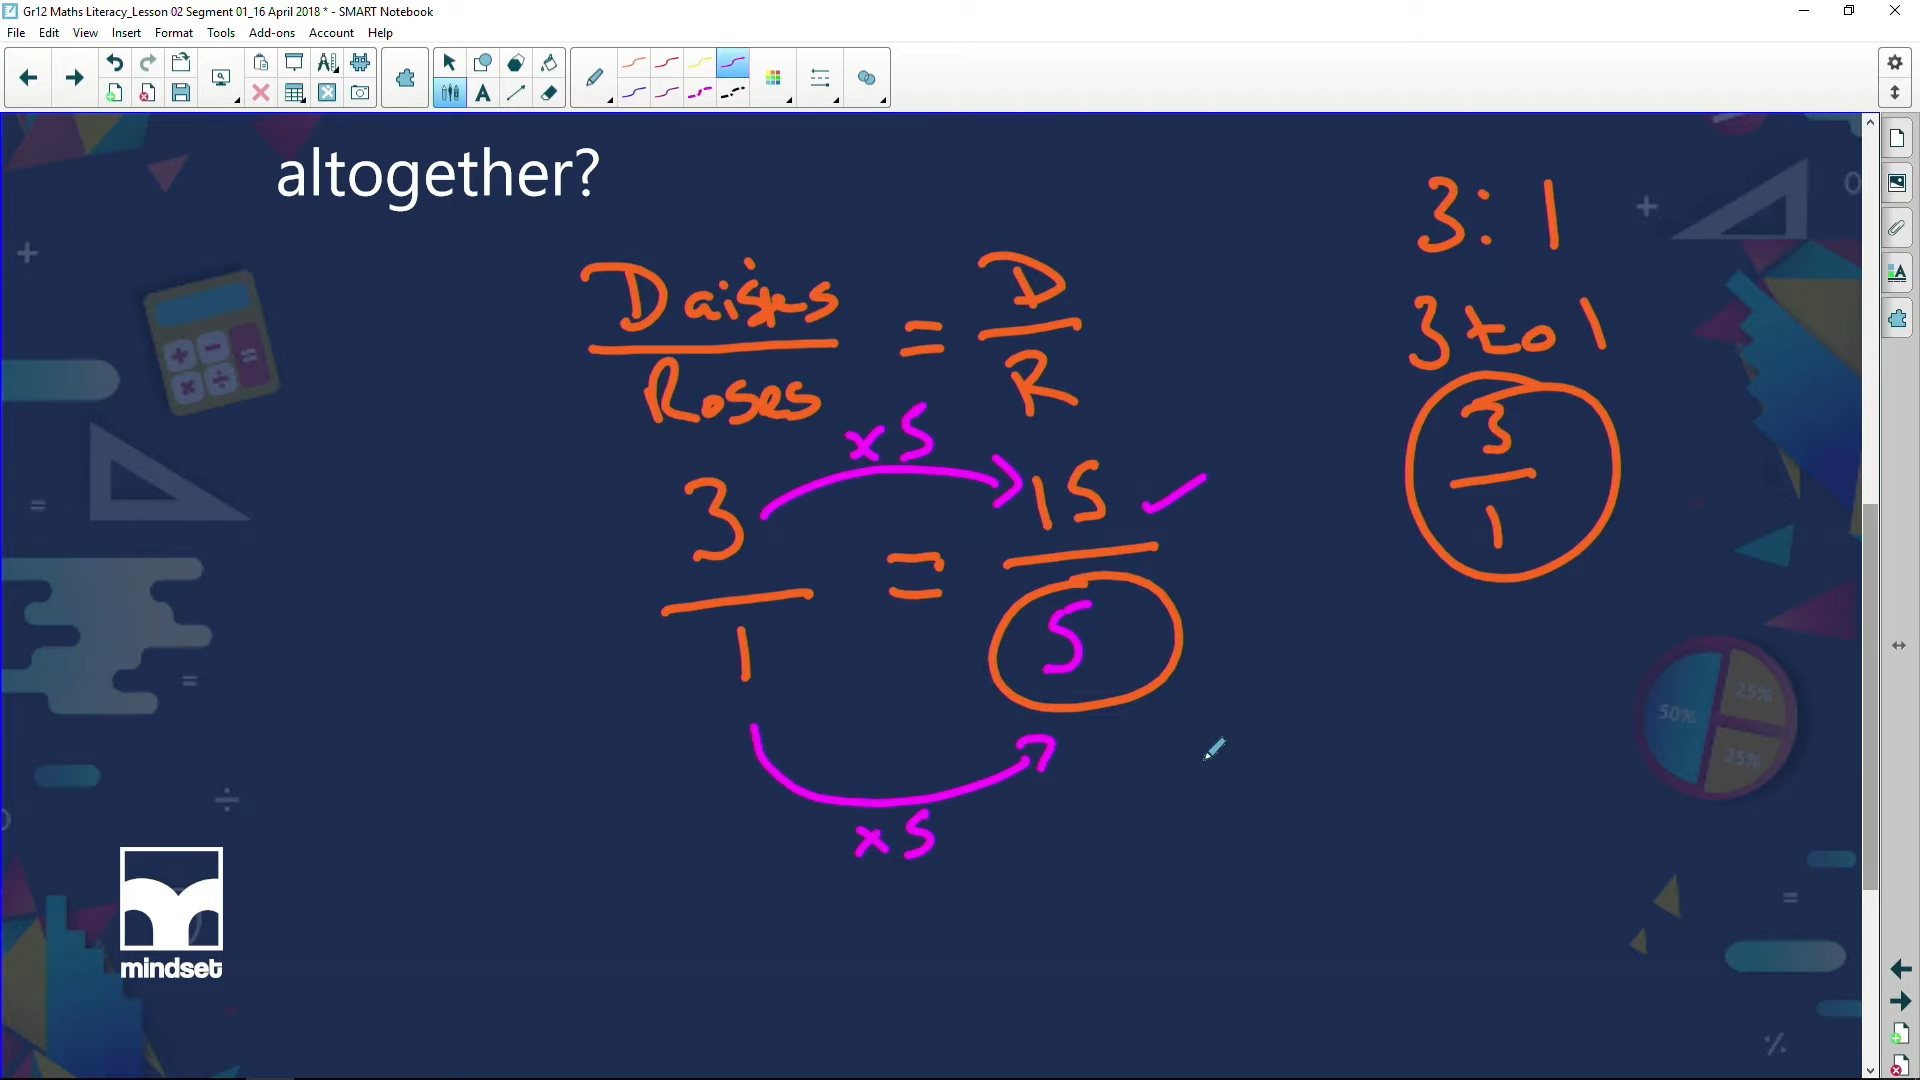 Gr12 Maths Literacy_Lesson 02 Segment 01_16 April 2018 * - SMART Notebook
File Edit View Insert Format Tools Add-ons Account Help
altogether?
3 : 1
3 to 1
3
1
Daisies = D
Roses R
x5
3 = 15
1 5
x5
50%
25%
25%
mindset